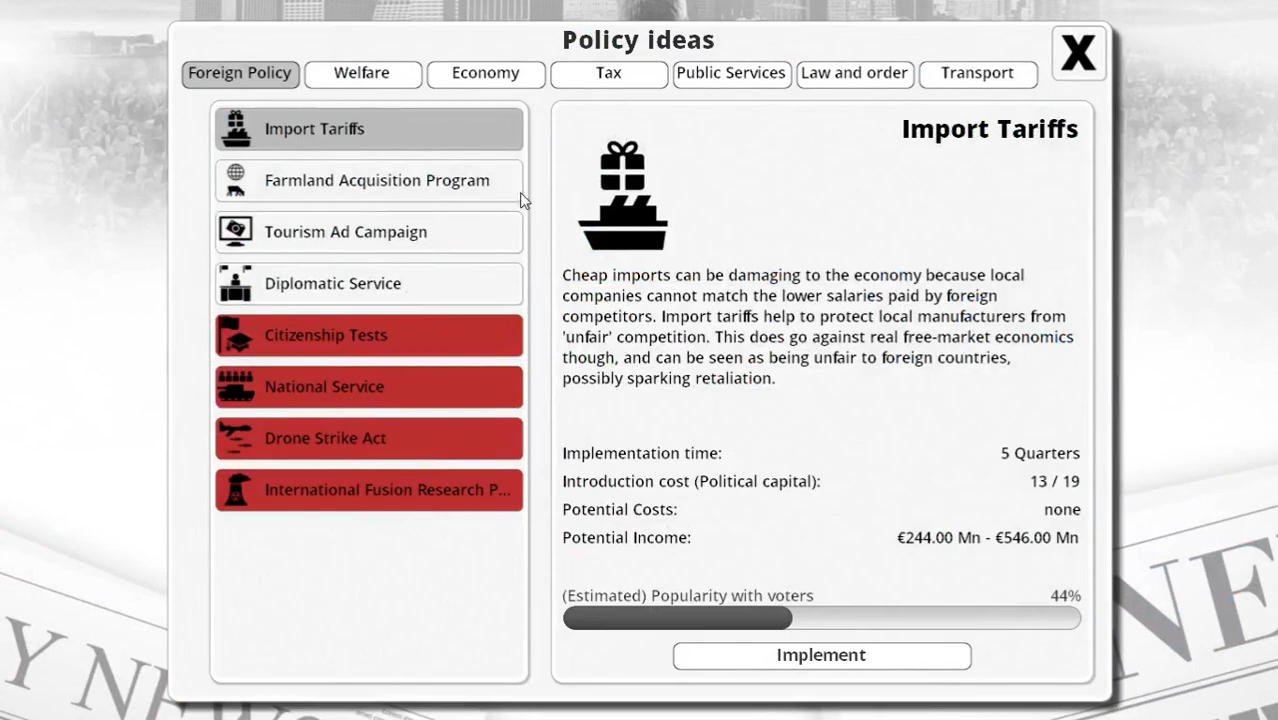 Policy ideas
X
Foreign Policy
Welfare
Economy
Tax
Public Services
Law and order
Transport
Import Tariffs
Farmland Acquisition Program
Tourism Ad Campaign
Diplomatic Service
Citizenship Tests
National Service
Drone Strike Act
International Fusion Research P...
Import Tariffs
Cheap imports can be damaging to the economy because local
companies cannot match the lower salaries paid by foreign
competitors. Import tariffs help to protect local manufacturers from
'unfair' competition. This does go against real free-market economics
though, and can be seen as being unfair to foreign countries,
possibly sparking retaliation.
Implementation time: 5 Quarters
Introduction cost (Political capital): 13 / 19
Potential Costs: none
Potential Income: €244.00 Mn - €546.00 Mn
(Estimated) Popularity with voters 44%
Implement